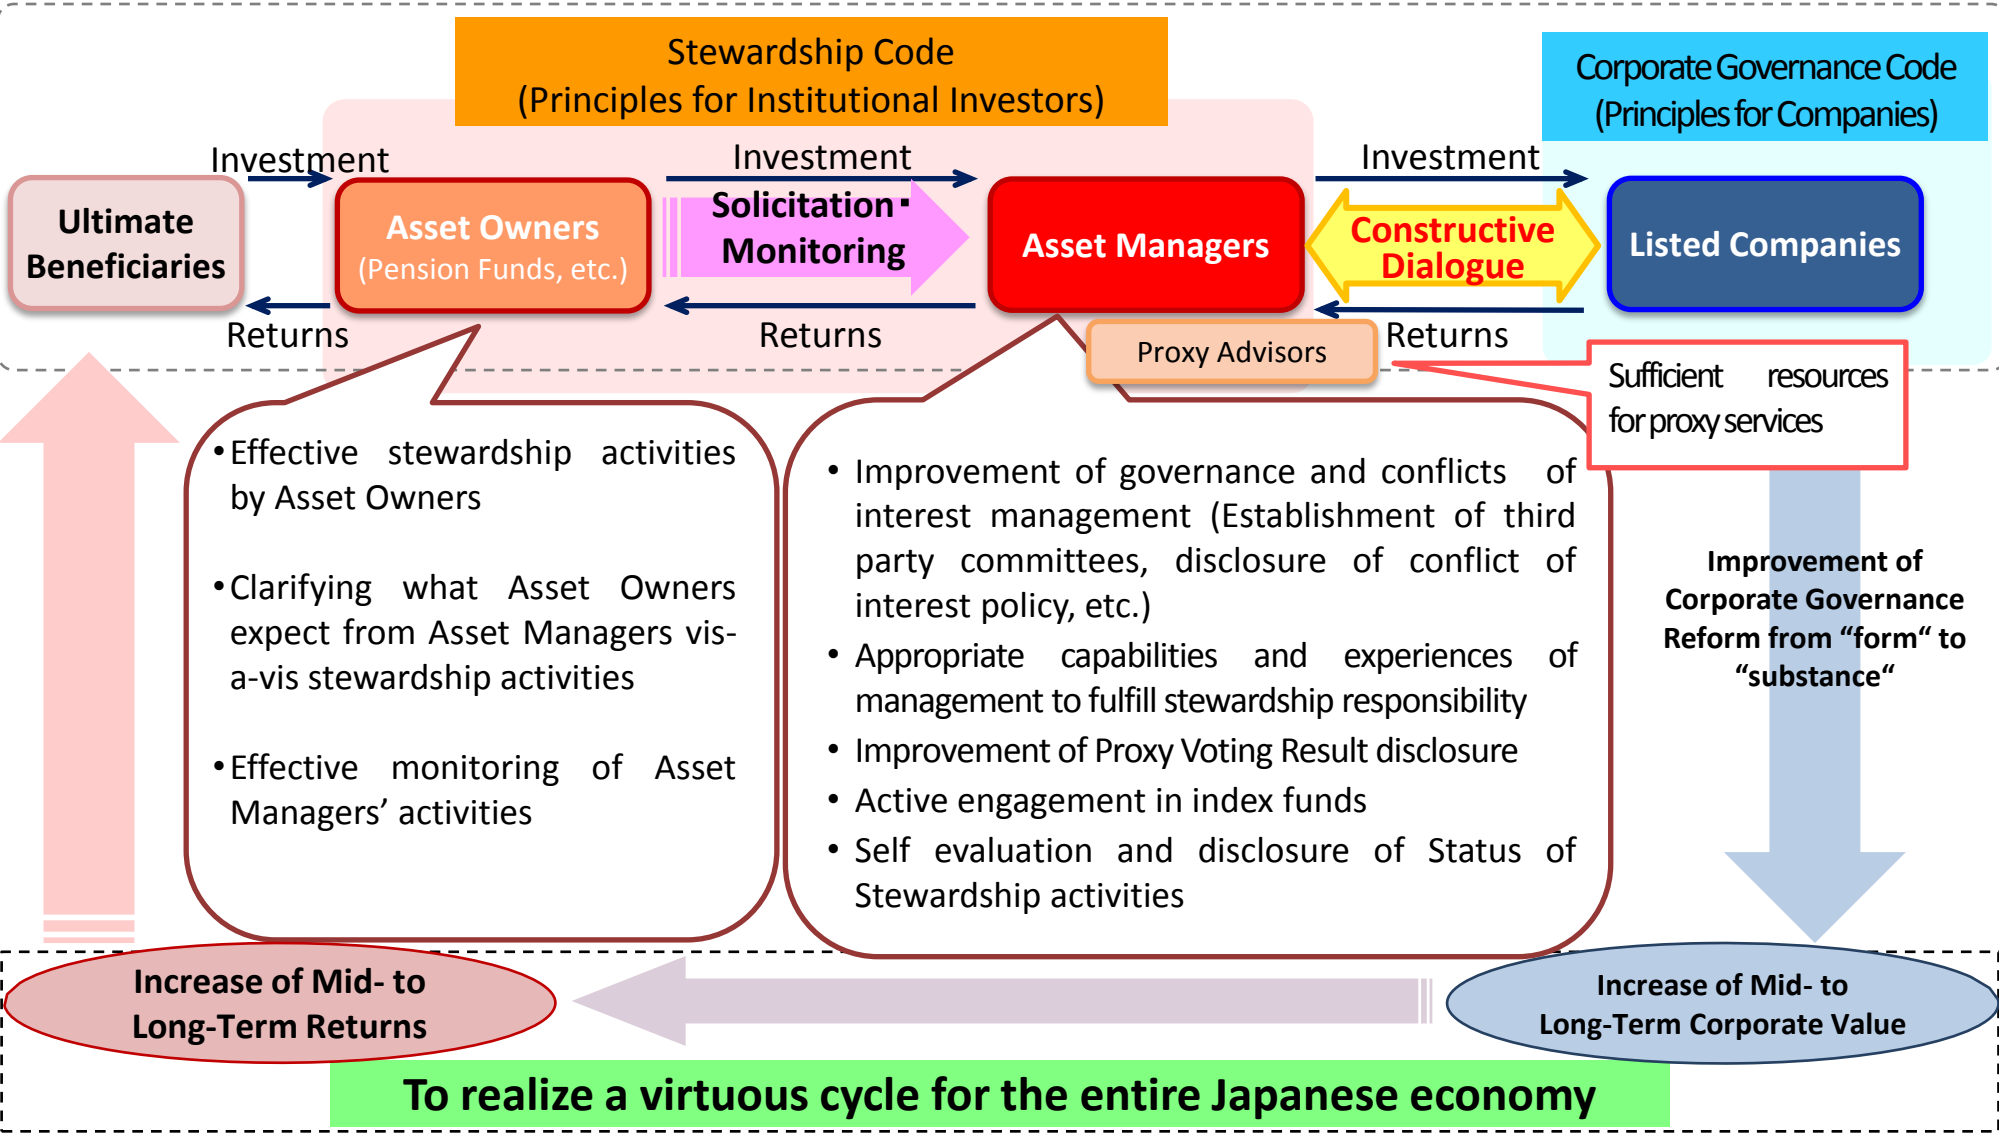 Stewardship Code
(Principles for Institutional Investors)
Corporate Governance Code
(Principles for Companies)
Investment
Investment
Investment
Ultimate
Beneficiaries
Asset Owners
(Pension Funds, etc.)
Solicitation･
Monitoring
Asset Managers
Constructive
Dialogue
Listed Companies
Returns
Returns
Returns
Proxy Advisors
Sufficient resources
for proxy services
•Effective stewardship activities
by Asset Owners
•Clarifying what Asset Owners
expect from Asset Managers vis-
a-vis stewardship activities
•Effective monitoring of Asset
Managers’ activities
• Improvement of governance and conflicts of
interest management (Establishment of third
party committees, disclosure of conflict of
interest policy, etc.)
• Appropriate capabilities and experiences of
management to fulfill stewardship responsibility
• Improvement of Proxy Voting Result disclosure
• Active engagement in index funds
• Self evaluation and disclosure of Status of
Stewardship activities
Improvement of
Corporate Governance
Reform from “form“ to
“substance“
Increase of Mid- to
Long-Term Returns
Increase of Mid- to
Long-Term Corporate Value
To realize a virtuous cycle for the entire Japanese economy